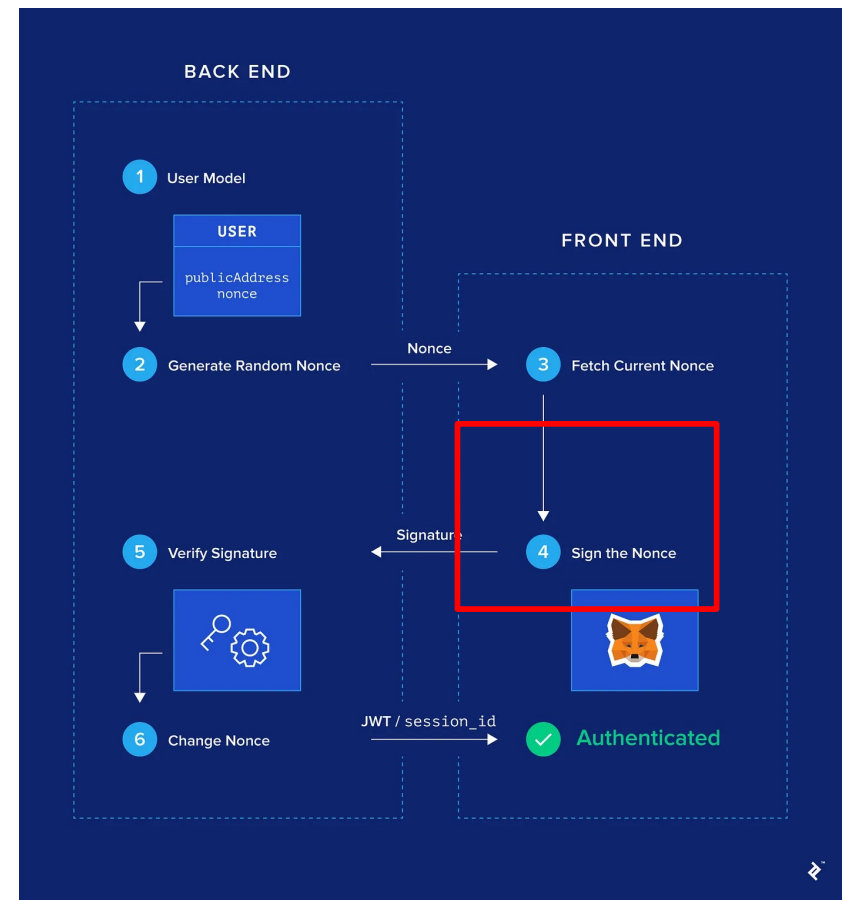 BACK END
1 User Model
USER
publicAddress
nonce
FRONT END
2 Generate Random Nonce
Nonce
3 Fetch Current Nonce
Signature
4 Sign the Nonce
5 Verify Signature
JWT / session_id
6 Change Nonce
Authenticated